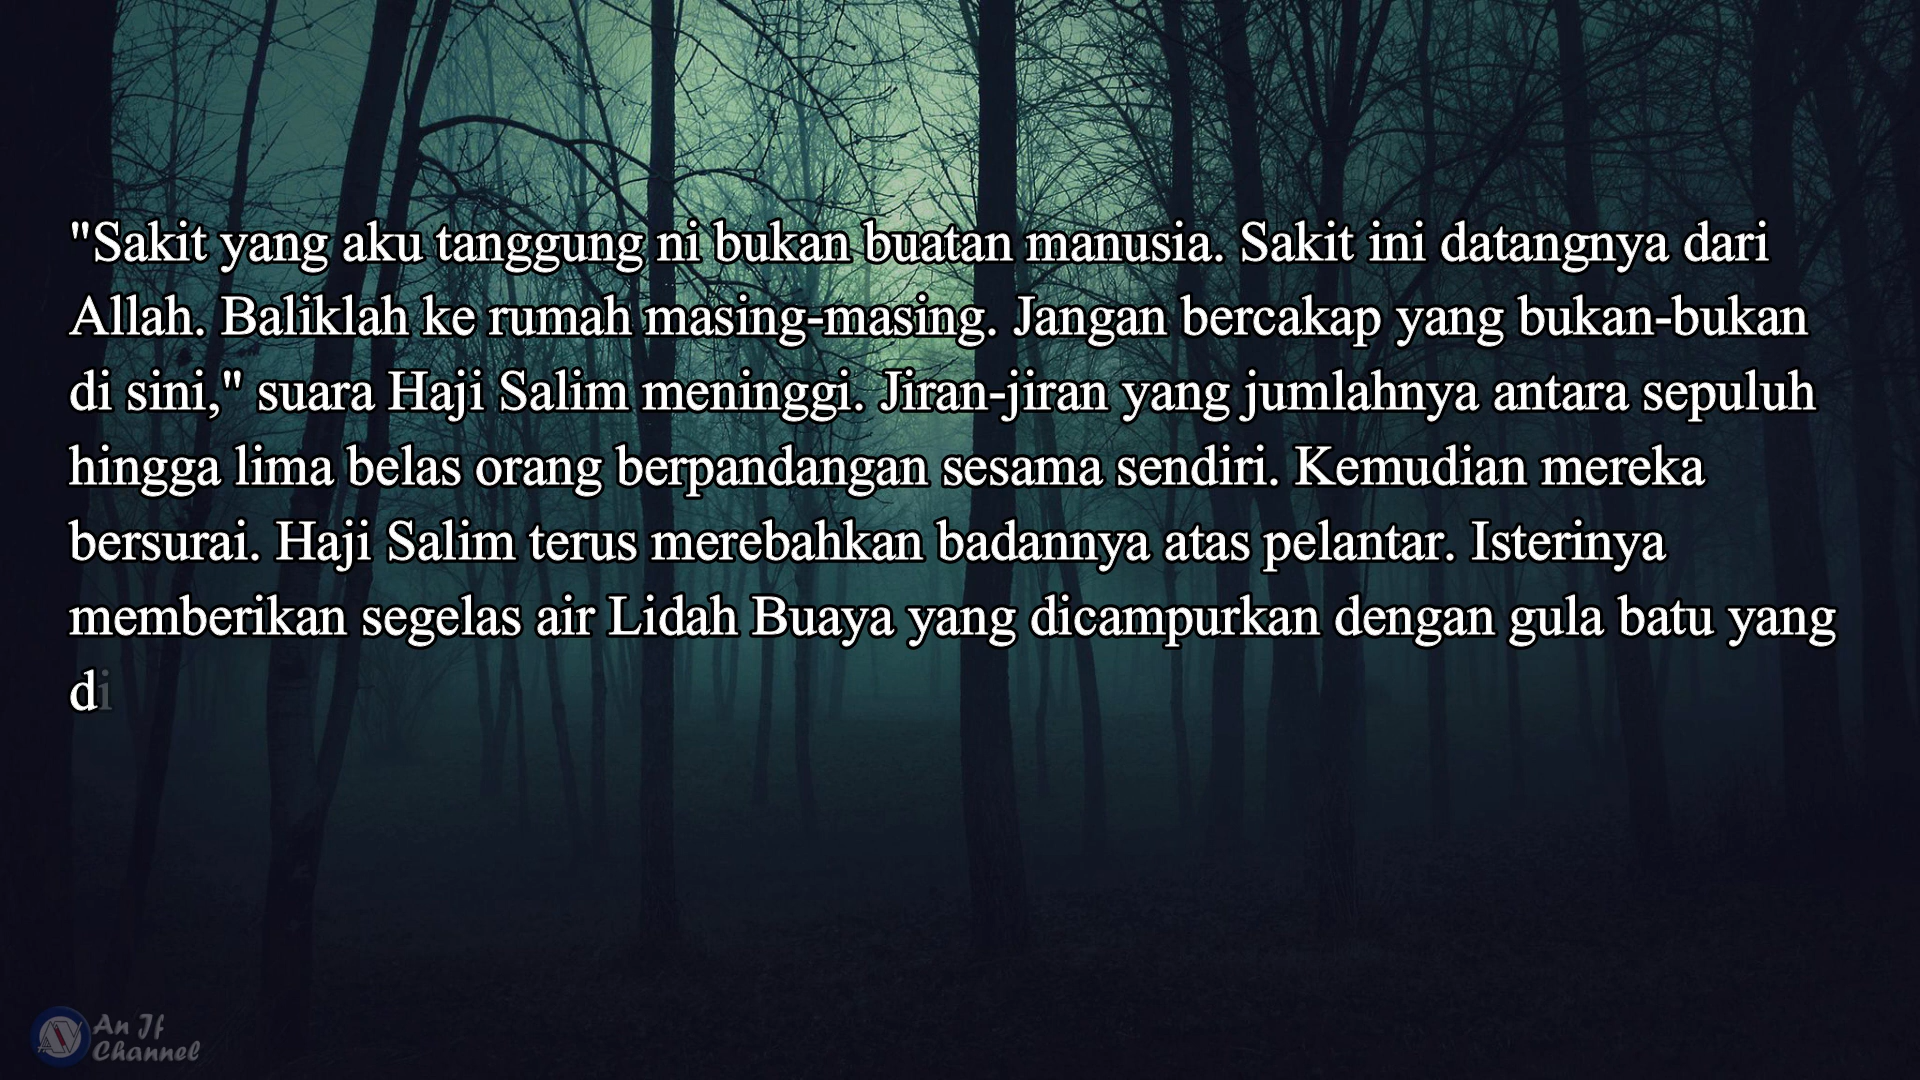 "Sakit yang aku tanggung ni bukan buatan manusia. Sakit ini datangnya dari
Allah. Baliklah ke rumah masing-masing. Jangan bercakap yang bukan-bukan
di sini," suara Haji Salim meninggi. Jiran-jiran yang jumlahnya antara sepuluh
hingga lima belas orang berpandangan sesama sendiri. Kemudian mereka
bersurai. Haji Salim terus merebahkan badannya atas pelantar. Isterinya
memberikan segelas air Lidah Buaya yang dicampurkan dengan gula batu yang
di
An If
Channel